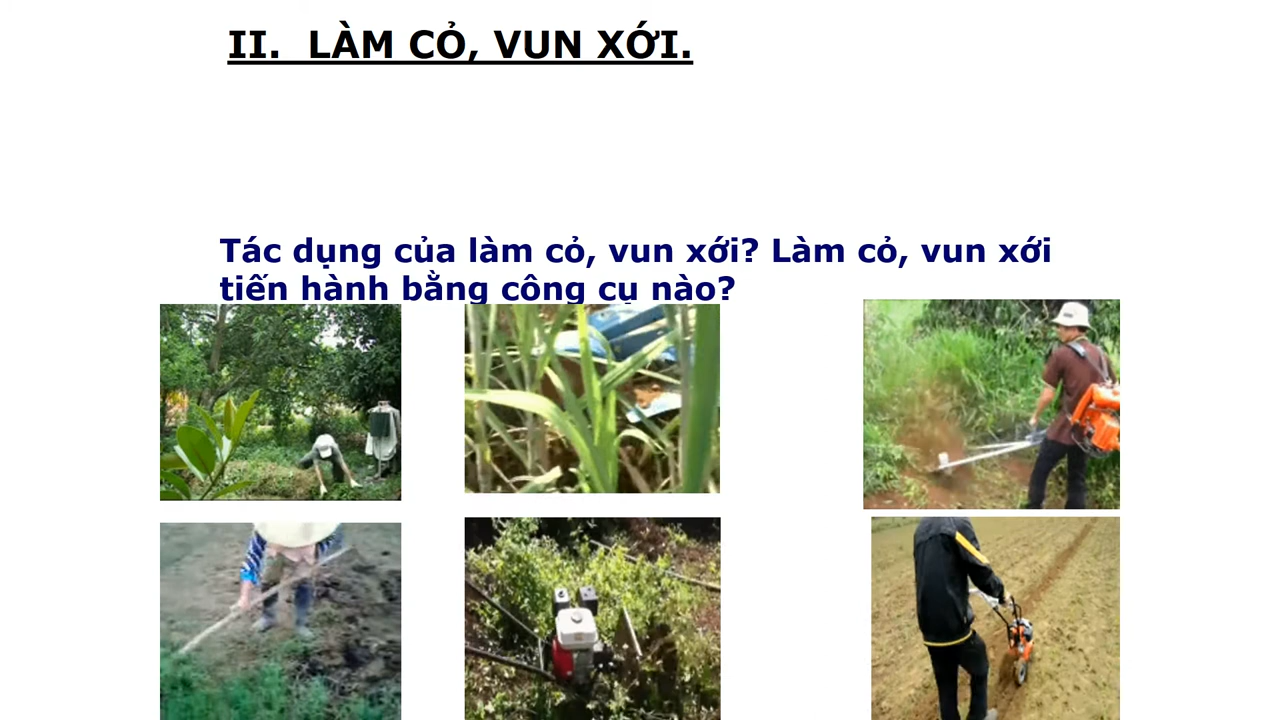 II.  LÀM CỎ, VUN XỚI.
Tác dụng của làm cỏ, vun xới? Làm cỏ, vun xới
tiến hành bằng công cụ nào?